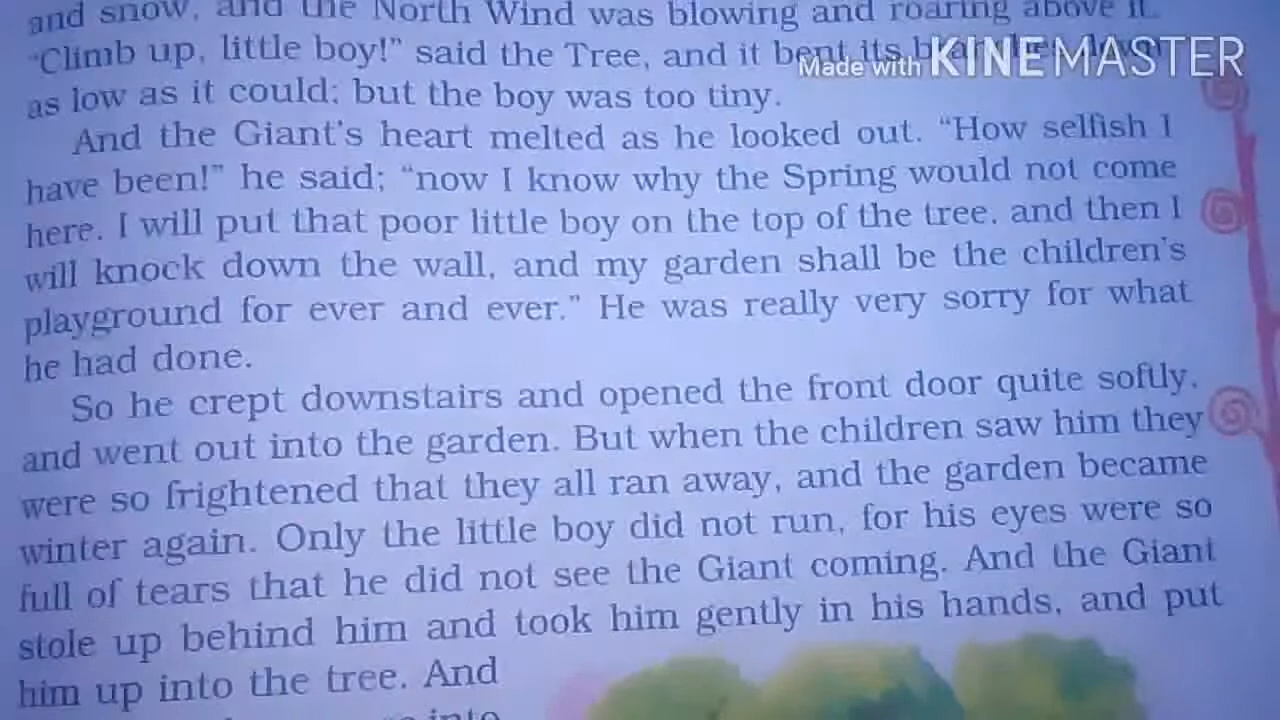 and snow, and the North Wind was blowing and roaring above it.
"Climb up, little boy!" said the Tree, and it bent its
Made with KINEMASTER
as low as it could; but the boy was too tiny.
And the Giant's heart melted as he looked out. "How selfish I
have been!" he said; "now I know why the Spring would not come
here. I will put that poor little boy on the top of the tree, and then I
will knock down the wall, and my garden shall be the children's
playground for ever and ever." He was really very sorry for what
he had done.
So he crept downstairs and opened the front door quite softly,
and went out into the garden. But when the children saw him they
were so frightened that they all ran away, and the garden became
winter again. Only the little boy did not run, for his eyes were so
full of tears that he did not see the Giant coming. And the Giant
stole up behind him and took him gently in his hands, and put
him up into the tree. And
into